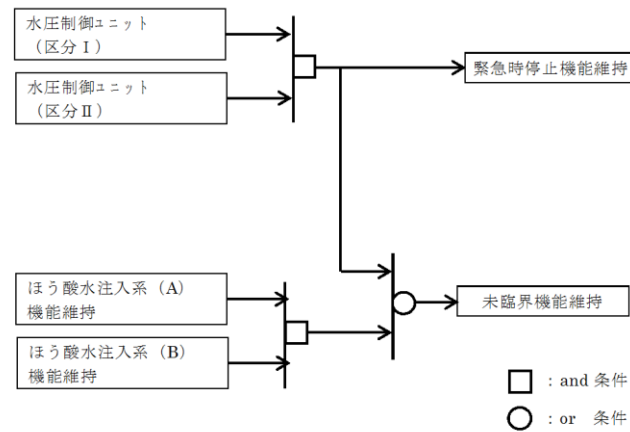 水圧制御ユニット
(区分Ⅰ)
水圧制御ユニット
(区分Ⅱ)
緊急時停止機能維持
ほう酸水注入系(A)
機能維持
ほう酸水注入系(B)
機能維持
未臨界機能維持
:and 条件
:or 条件